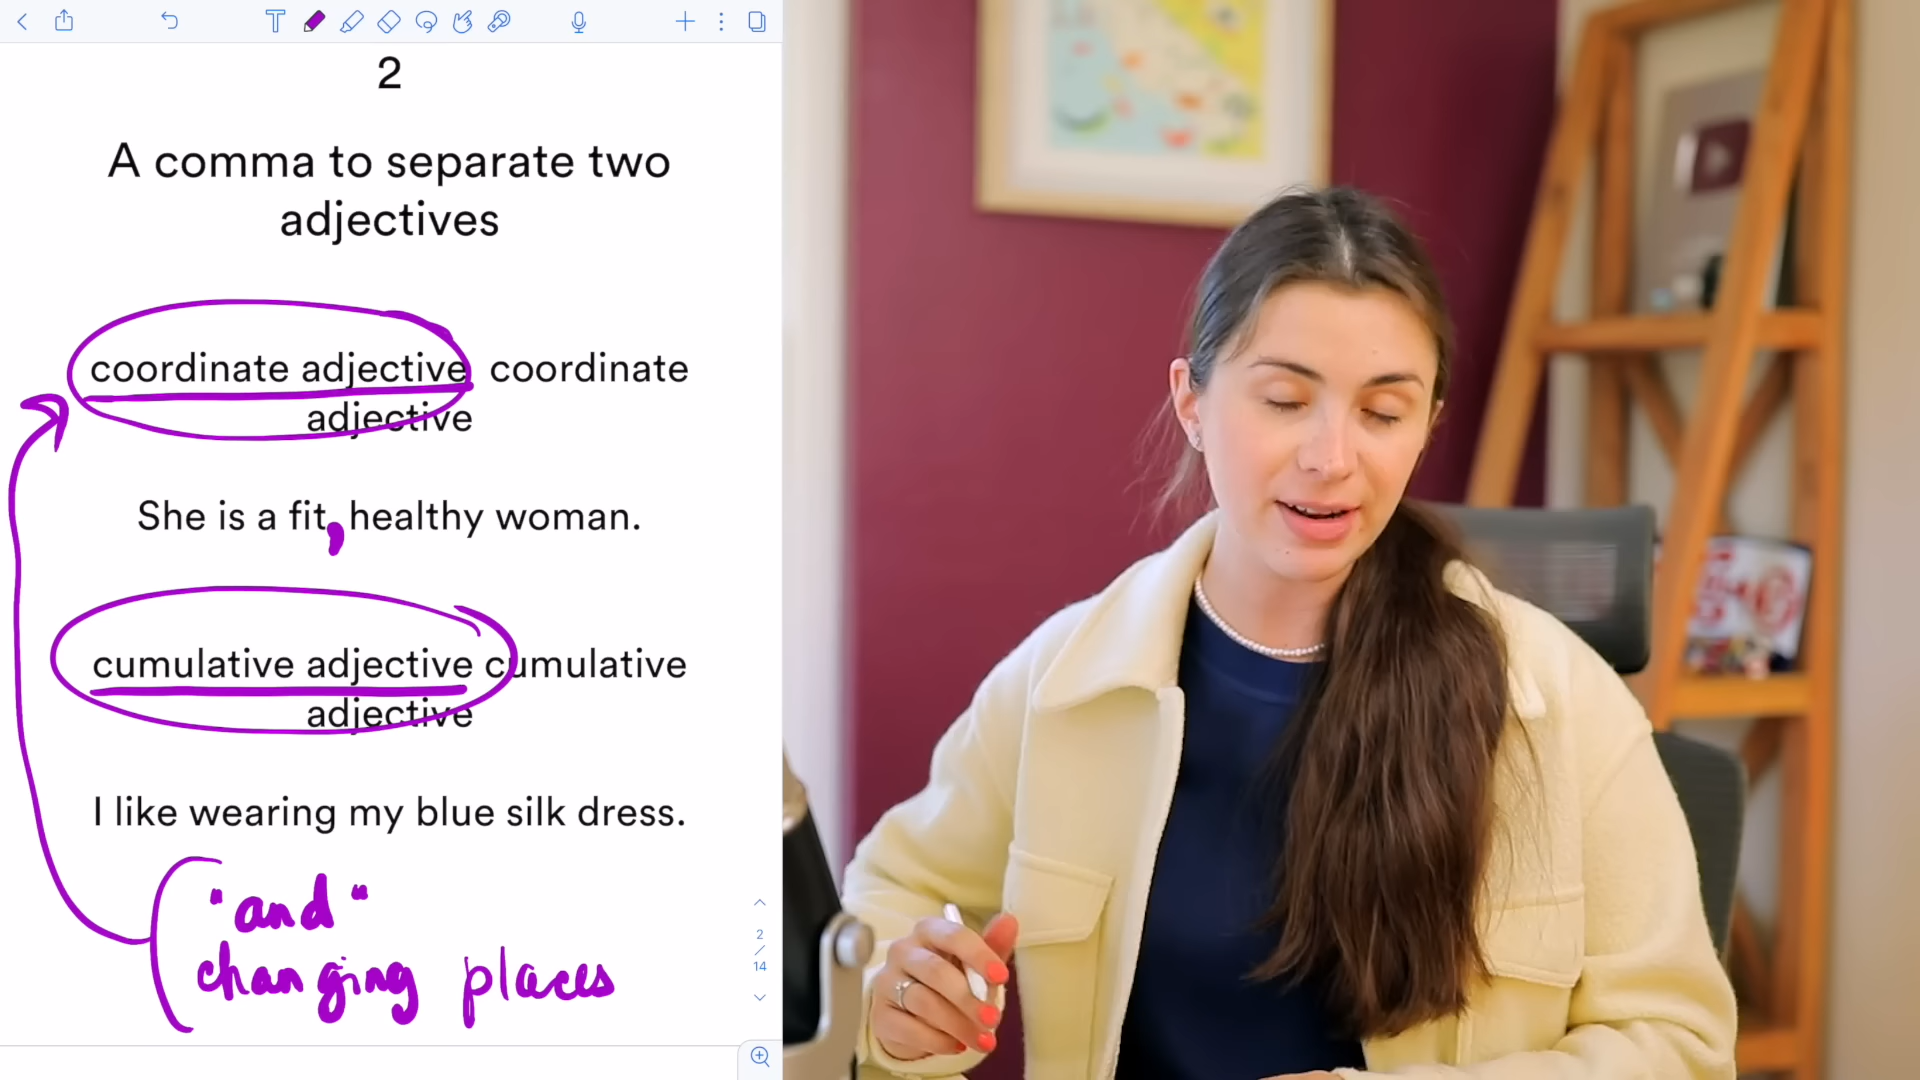 2
A comma to separate two
adjectives
coordinate adjective coordinate
adjective
She is a fit, healthy woman.
cumulative adjective cumulative
adjective
I like wearing my blue silk dress.
"and"
changing places
2
/
14